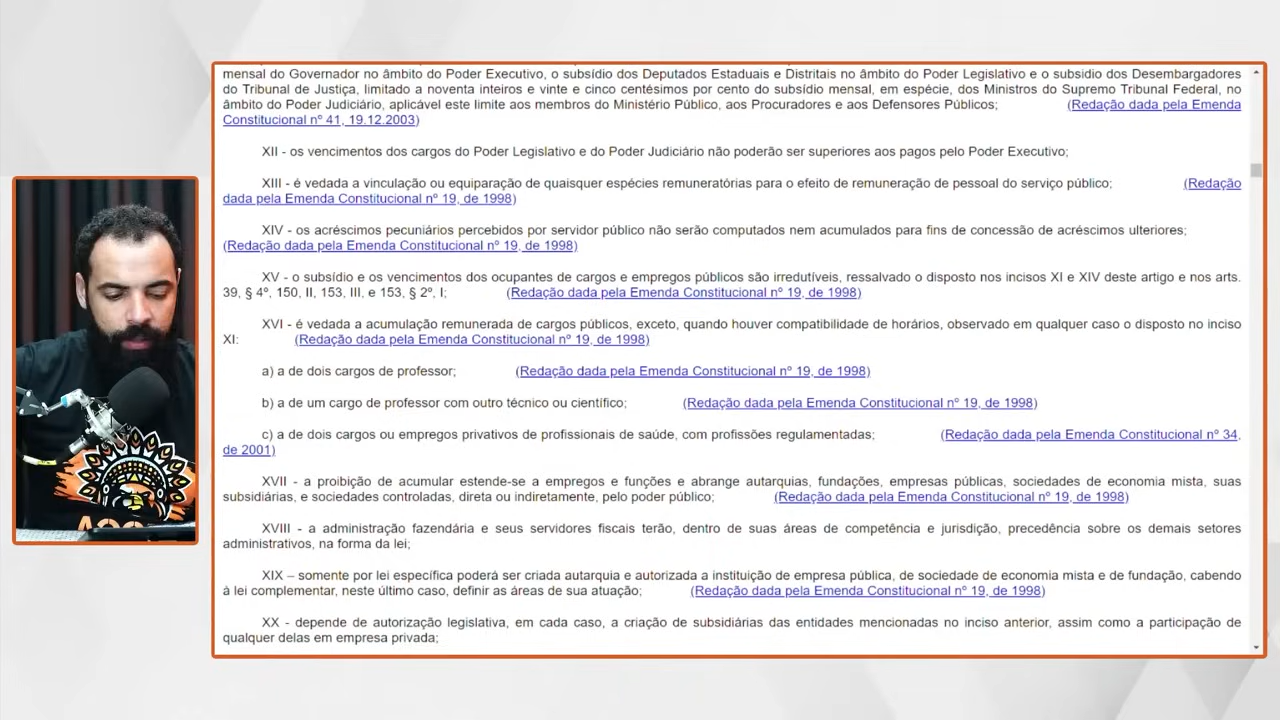 mensal do Governador no âmbito do Poder Executivo, o subsídio dos Deputados Estaduais e Distritais no âmbito do Poder Legislativo e o subsidio dos Desembargadores
do Tribunal de Justiça, limitado a noventa inteiros e vinte e cinco centésimos por cento do subsídio mensal, em espécie, dos Ministros do Supremo Tribunal Federal, no
âmbito do Poder Judiciário, aplicável este limite aos membros do Ministério Público, aos Procuradores e aos Defensores Públicos; (Redação dada pela Emenda
Constitucional nº 41, 19.12.2003)
XII - os vencimentos dos cargos do Poder Legislativo e do Poder Judiciário não poderão ser superiores aos pagos pelo Poder Executivo;
XIII - é vedada a vinculação ou equiparação de quaisquer espécies remuneratórias para o efeito de remuneração de pessoal do serviço público; (Redação
dada pela Emenda Constitucional nº 19, de 1998)
XIV - os acréscimos pecuniários percebidos por servidor público não serão computados nem acumulados para fins de concessão de acréscimos ulteriores;
(Redação dada pela Emenda Constitucional nº 19, de 1998)
XV - o subsídio e os vencimentos dos ocupantes de cargos e empregos públicos são irredutíveis, ressalvado o disposto nos incisos XI e XIV deste artigo e nos arts.
39, § 4º, 150, II, 153, III, e 153, § 2º, I; (Redação dada pela Emenda Constitucional nº 19, de 1998)
XVI - é vedada a acumulação remunerada de cargos públicos, exceto, quando houver compatibilidade de horários, observado em qualquer caso o disposto no inciso
XI: (Redação dada pela Emenda Constitucional nº 19, de 1998)
a) a de dois cargos de professor; (Redação dada pela Emenda Constitucional nº 19, de 1998)
b) a de um cargo de professor com outro técnico ou científico; (Redação dada pela Emenda Constitucional nº 19, de 1998)
c) a de dois cargos ou empregos privativos de profissionais de saúde, com profissões regulamentadas; (Redação dada pela Emenda Constitucional nº 34,
de 2001)
XVII - a proibição de acumular estende-se a empregos e funções e abrange autarquias, fundações, empresas públicas, sociedades de economia mista, suas
subsidiárias, e sociedades controladas, direta ou indiretamente, pelo poder público; (Redação dada pela Emenda Constitucional nº 19, de 1998)
XVIII - a administração fazendária e seus servidores fiscais terão, dentro de suas áreas de competência e jurisdição, precedência sobre os demais setores
administrativos, na forma da lei;
XIX – somente por lei específica poderá ser criada autarquia e autorizada a instituição de empresa pública, de sociedade de economia mista e de fundação, cabendo
à lei complementar, neste último caso, definir as áreas de sua atuação; (Redação dada pela Emenda Constitucional nº 19, de 1998)
XX - depende de autorização legislativa, em cada caso, a criação de subsidiárias das entidades mencionadas no inciso anterior, assim como a participação de
qualquer delas em empresa privada;